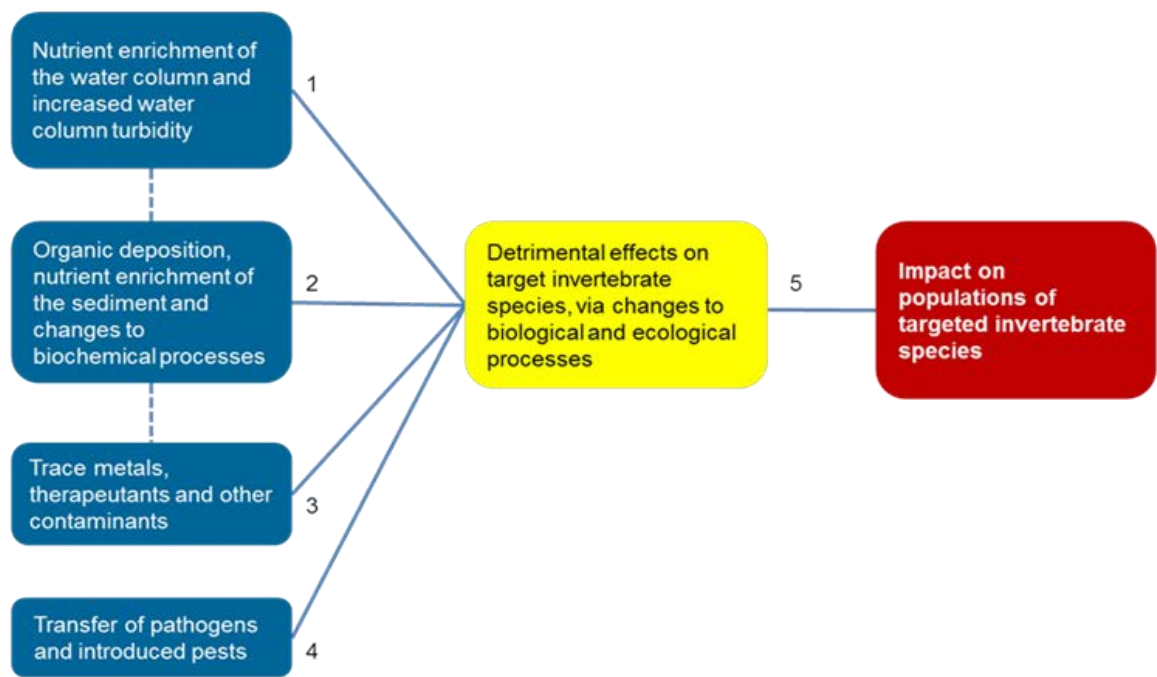 Nutrient enrichment of
the water column and
increased water
column turbidity
1
Organic deposition,
nutrient enrichment of
the sediment and
changes to
biochemical processes
2
Trace metals,
therapeutants and other
contaminants
3
Transfer of pathogens
and introduced pests
4
Detrimental effects on
target invertebrate
species, via changes to
biological and ecological
processes
5
Impact on
populations of
targeted invertebrate
species